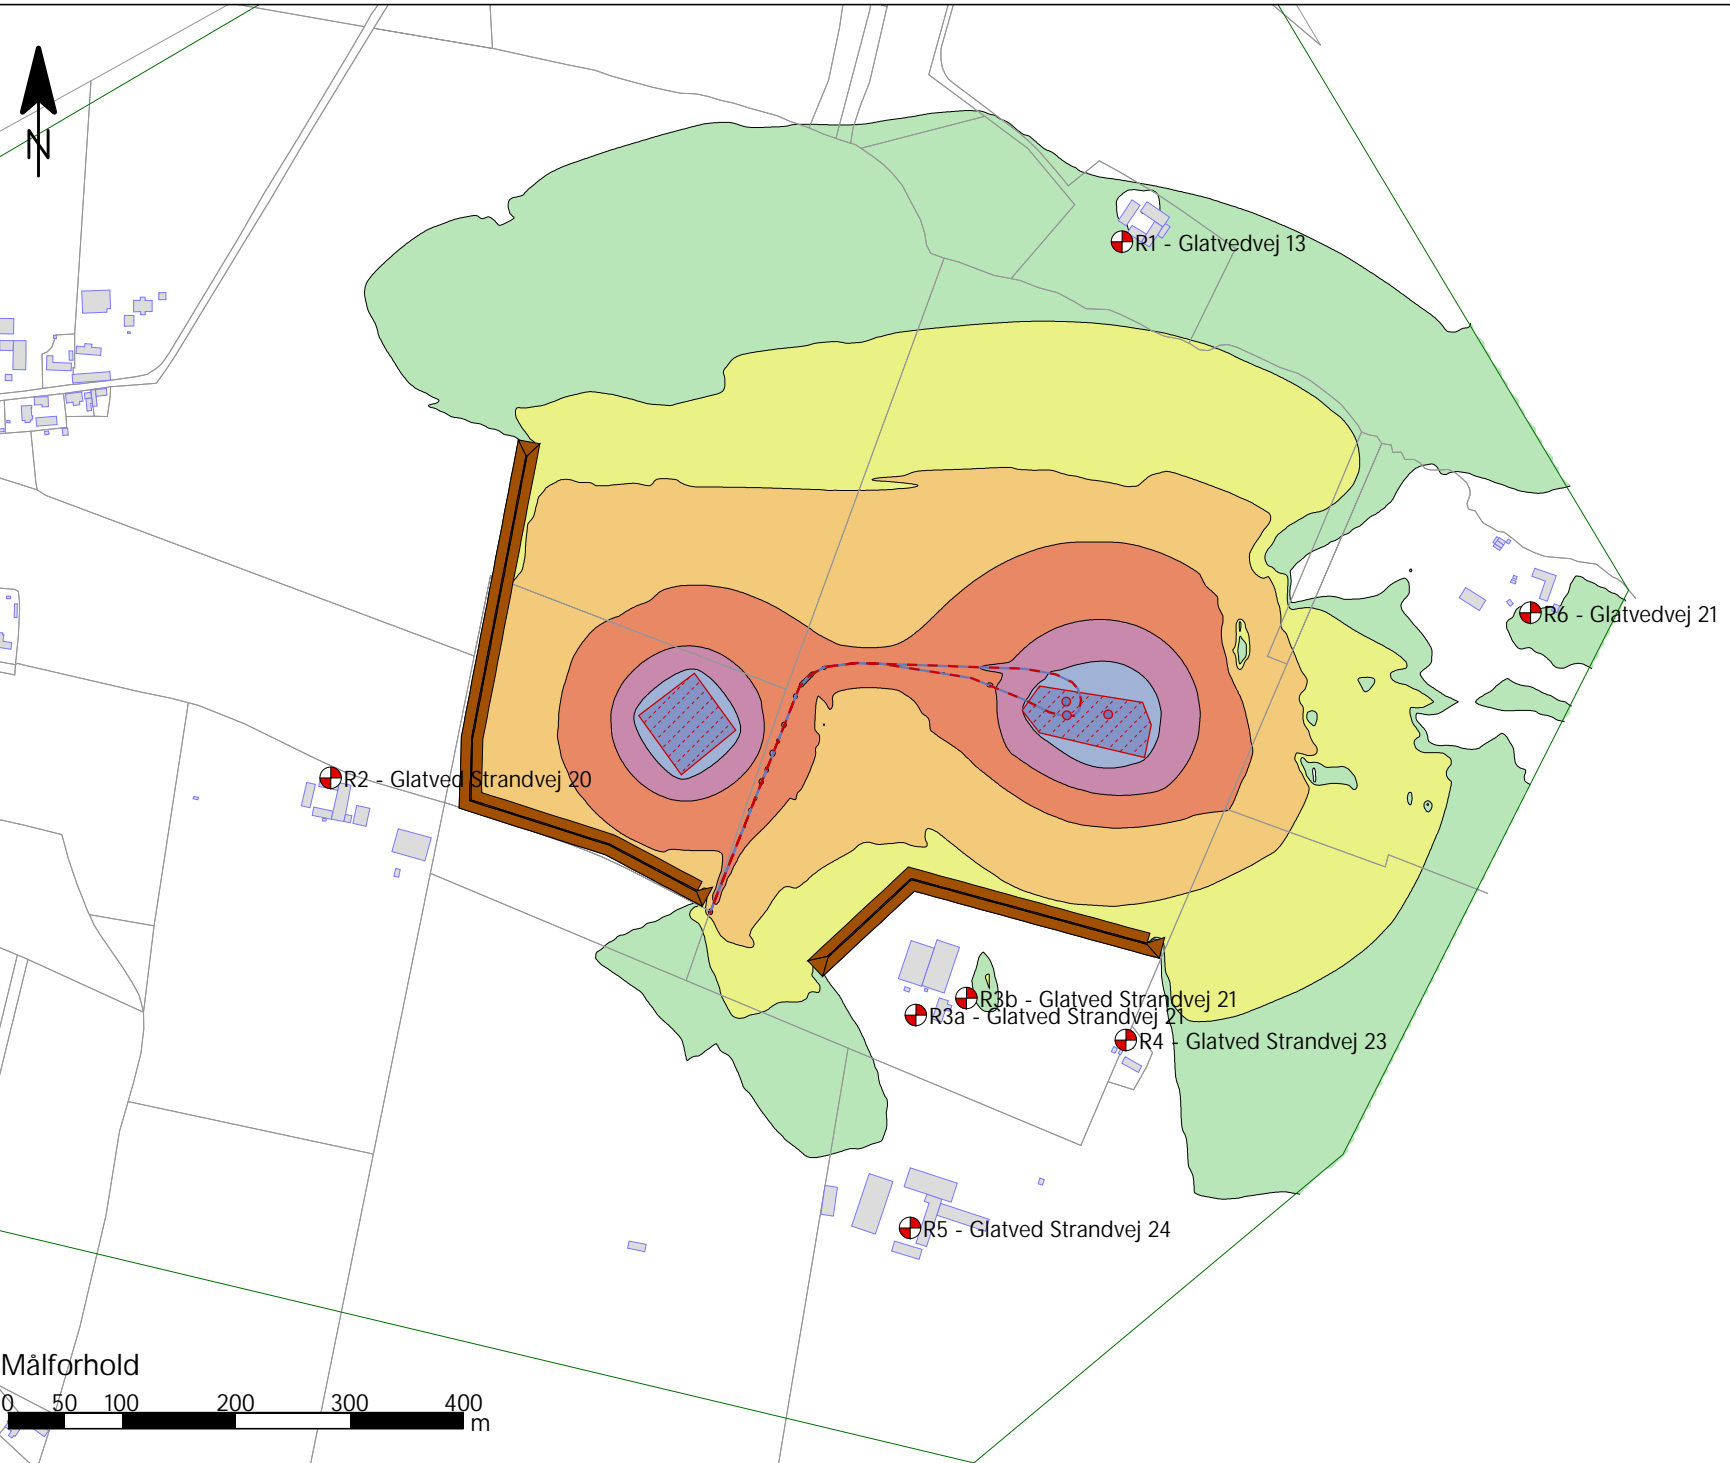 N
R1 - Glatvedvej 13
R6 - Glatvedvej 21
R2 - Glatved Strandvej 20
R3b - Glatved Strandvej 21
R3a - Glatved Strandvej 21
R4 - Glatved Strandvej 23
R5 - Glatved Strandvej 24
Målforhold
0 50 100 200 300 400
m